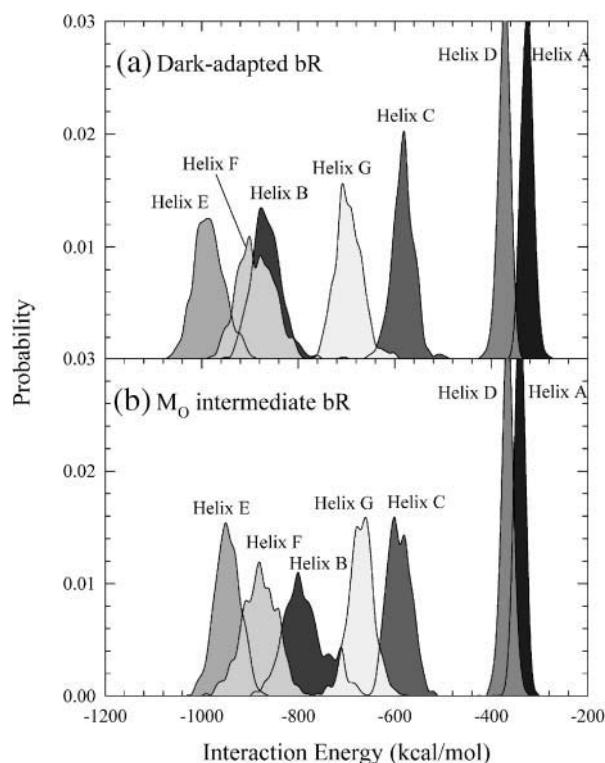 0.03
(a) Dark-adapted bR
Helix D
Helix A
0.02
Helix C
Helix F
Helix G
Helix E
Helix B
0.01
0.03
Probability
(b) MO intermediate bR
Helix D
Helix A
0.02
Helix E
Helix G
Helix C
Helix F
Helix B
0.01
0.00
-1200 -1000 -800 -600 -400 -200
Interaction Energy (kcal/mol)